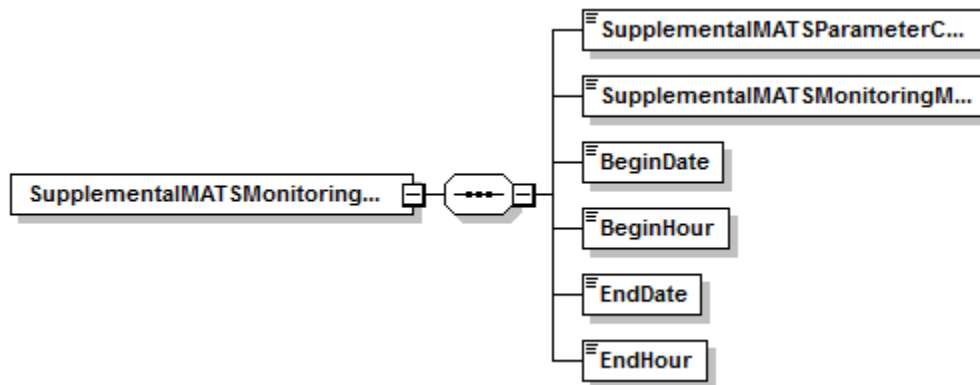 SupplementalMATSParameterC...
SupplementalMATSMonitoringM...
BeginDate
SupplementalMATSMonitoring...
BeginHour
EndDate
EndHour